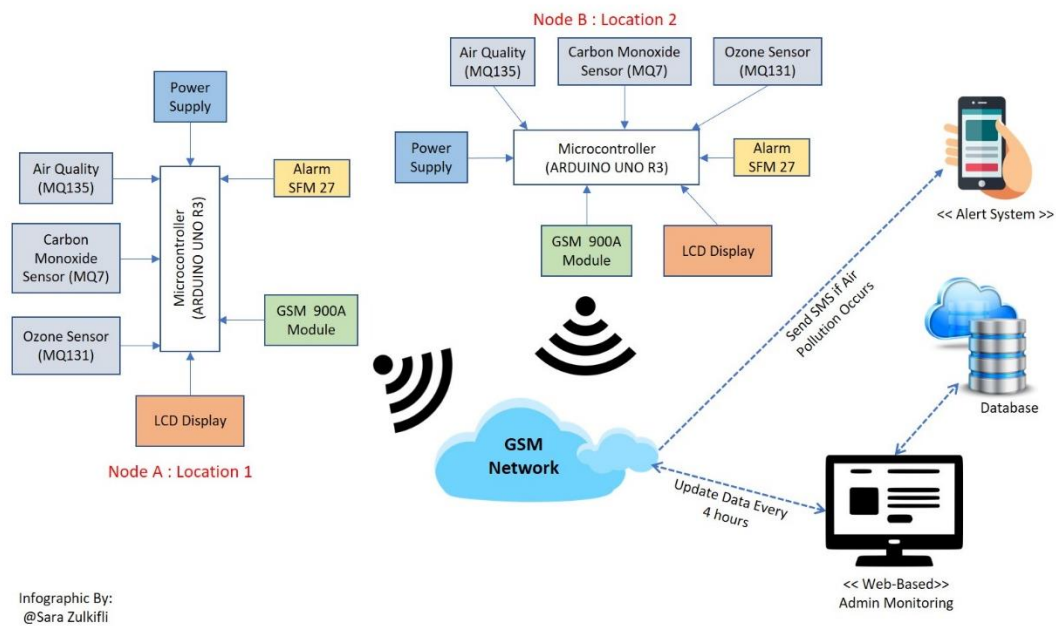 Node B : Location 2
Air Quality
(MQ135)
Carbon Monoxide
Sensor (MQ7)
Ozone Sensor
(MQ131)
Power
Supply
Microcontroller
(ARDUINO UNO R3)
Alarm
SFM 27
GSM 900A
Module
LCD Display
Power
Supply
Air Quality
(MQ135)
Carbon
Monoxide
Sensor (MQ7)
Ozone Sensor
(MQ131)
Microcontroller
(ARDUINO UNO R3)
Alarm
SFM 27
GSM 900A
Module
LCD Display
Node A : Location 1
GSM
Network
Send SMS if Air
Pollution Occurs
<< Alert System >>
Database
Update Data Every
4 hours
<< Web-Based>>
Admin Monitoring
Infographic By:
@Sara Zulkifli